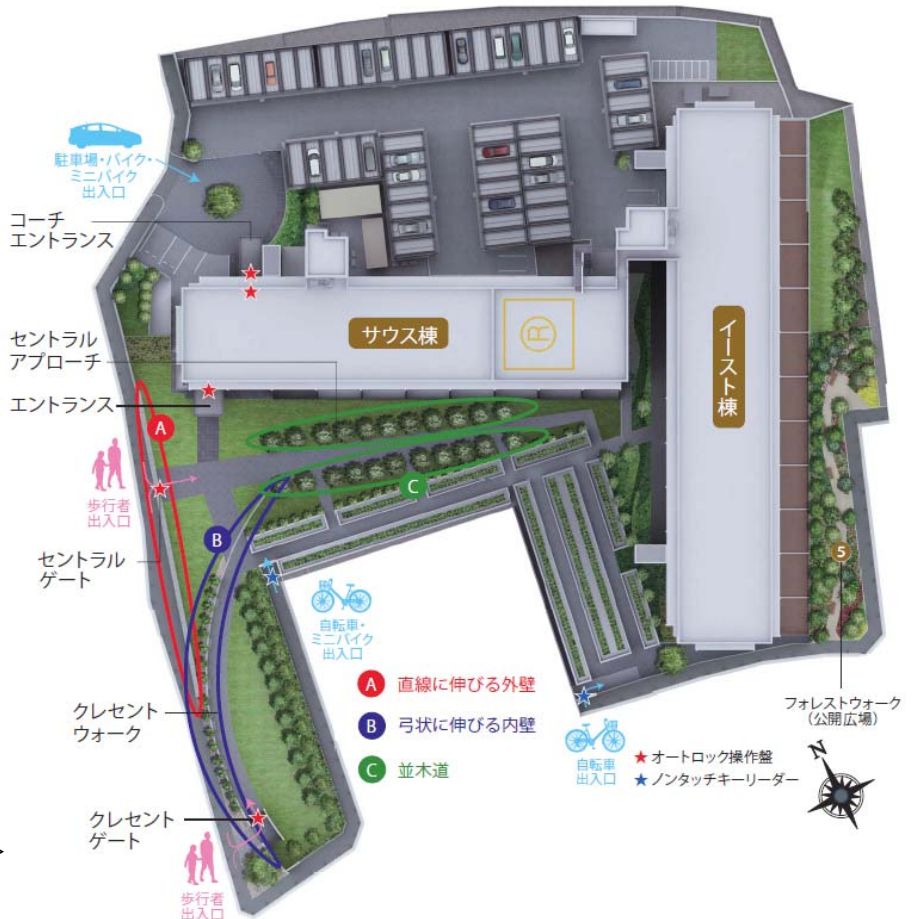 駐車場・バイク・
ミニバイク
出入口
コーチ
エントランス
セントラル
アプローチ
エントランス
サウス棟
R
イースト棟
A
歩行者
出入口
C
B
セントラル
ゲート
自転車・
ミニバイク
出入口
5
A 直線に伸びる外壁
B 弓状に伸びる内壁
C 並木道
クレセント
ウォーク
フォレストウォーク
(公開広場)
自転車
出入口
★オートロック操作盤
★ノンタッチキーリーダー
N
クレセント
ゲート
歩行者
出入口